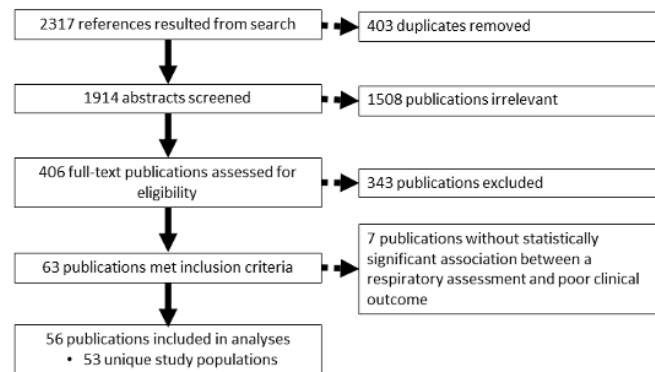 2317 references resulted from search
403 duplicates removed
1914 abstracts screened
1508 publications irrelevant
406 full-text publications assessed for
eligibility
343 publications excluded
63 publications met inclusion criteria
7 publications without statistically
significant association between a
respiratory assessment and poor clinical
outcome
56 publications included in analyses
• 53 unique study populations